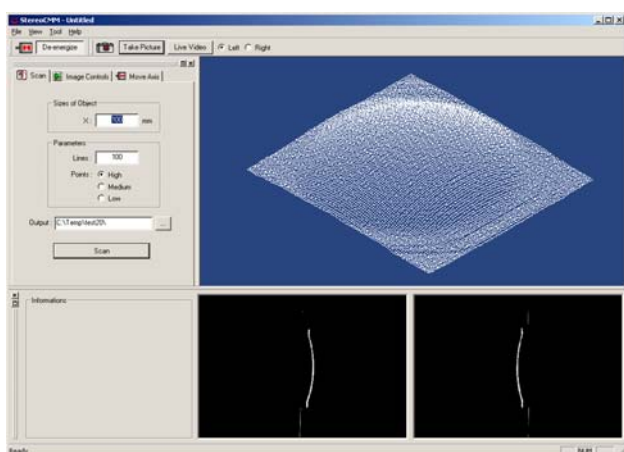 StereoCMM - Untitled
File View Tool Help
De-energize Take Picture Live Video Left Right
Scan Image Controls Move Axis
Sizes of Object
X : 100 mm
Parameters
Lines : 100
Points : High
Medium
Low
Output : C:\Temp\test20\ ...
Scan
Informations
Ready